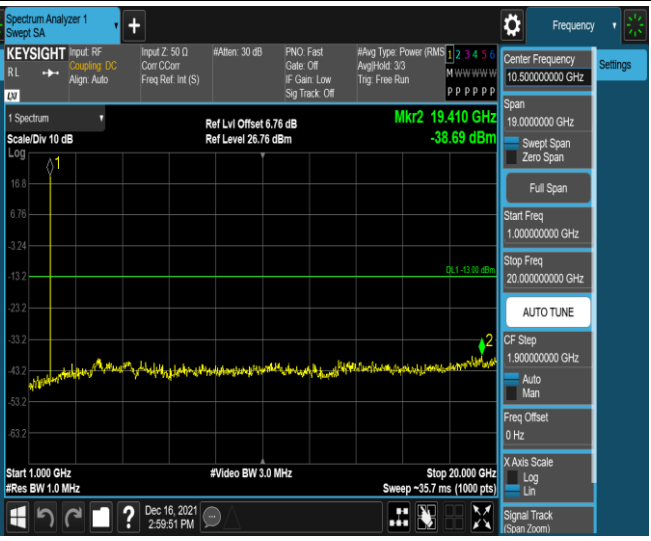 Spectrum Analyzer 1
Swept SA
Frequency
KEYSIGHT
RL
LXI
Input: RF
Coupling: DC
Align: Auto
Input Z: 50 Ω
Corr CCorr
Freq Ref: Int (S)
#Atten: 30 dB
PNO: Fast
Gate: Off
IF Gain: Low
Sig Track: Off
#Avg Type: Power (RMS
Avg|Hold: 3/3
Trig: Free Run
1 2 3 4 5 6
M W W W W W
P P P P P P
1 Spectrum
Scale/Div 10 dB
Ref Lvl Offset 6.76 dB
Ref Level 26.76 dBm
Mkr2 19.410 GHz
-38.69 dBm
Log
1
16.8
6.76
-3.24
-13.2
DL1 -13.00 dBm
-23.2
-33.2
2
-43.2
-53.2
-63.2
Start 1.000 GHz
#Res BW 1.0 MHz
#Video BW 3.0 MHz
Stop 20.000 GHz
Sweep ~35.7 ms (1000 pts)
Dec 16, 2021
2:59:51 PM
Center Frequency
10.500000000 GHz
Settings
Span
19.0000000 GHz
Swept Span
Zero Span
Full Span
Start Freq
1.000000000 GHz
Stop Freq
20.000000000 GHz
AUTO TUNE
CF Step
1.900000000 GHz
Auto
Man
Freq Offset
0 Hz
X Axis Scale
Log
Lin
Signal Track
(Span Zoom)